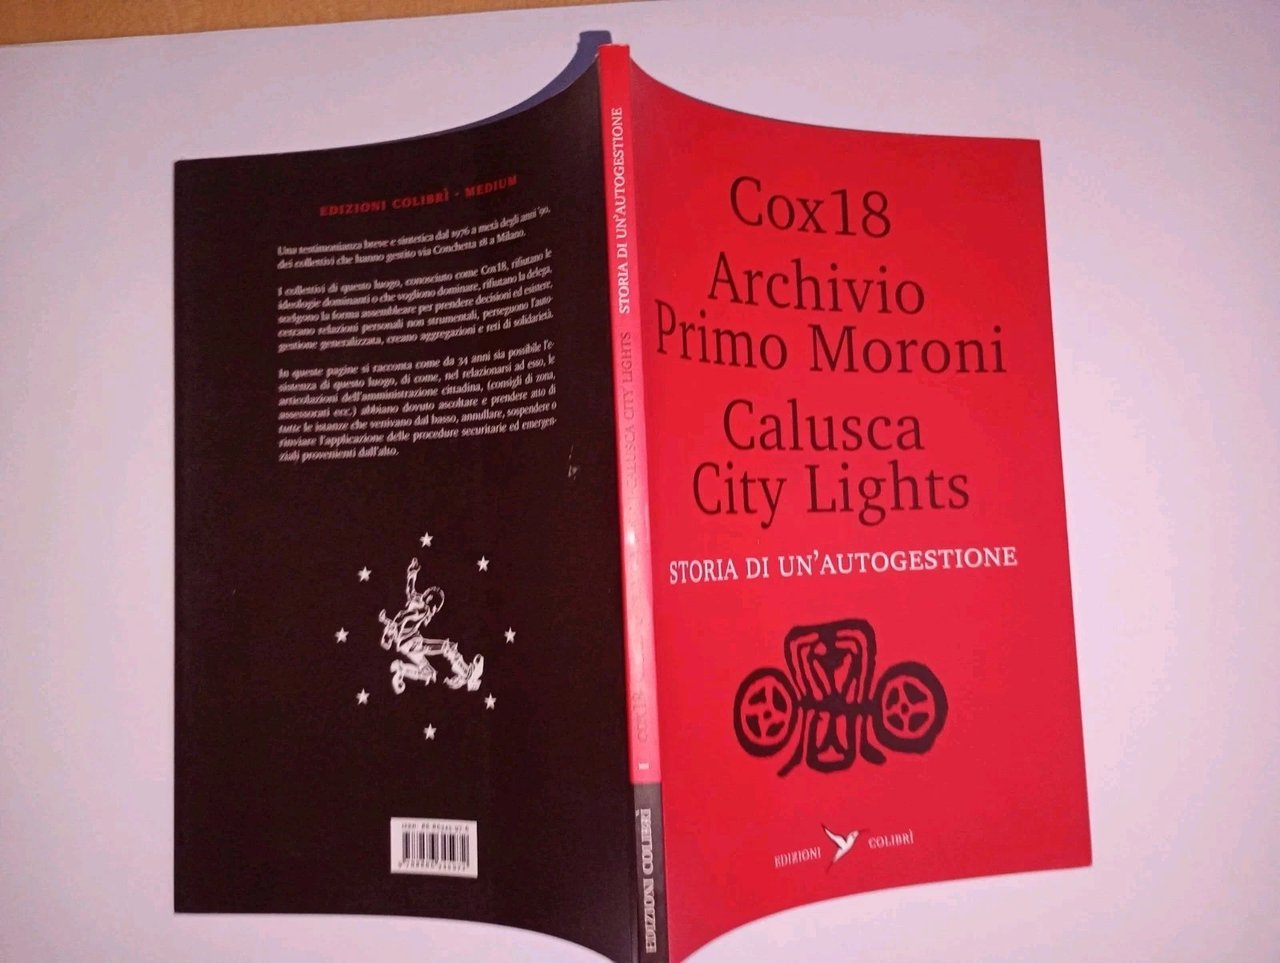 EDIZIONI COLIBRÌ - MEDIUM
Una testimonianza breve e sintetica dal 1976 a metà degli anni '90,
dei collettivi che hanno gestito via Conchetta 18 a Milano.
I collettivi di questo luogo, conosciuto come Cox18, rifiutano le
ideologie dominanti o che vogliono dominare, rifiutano la delega,
scelgono la forma assembleare per prendere decisioni ed esistere,
cercano relazioni personali non strumentali, perseguono l'auto-
gestione generalizzata, creano aggregazioni e reti di solidarietà.
In queste pagine si racconta come da 34 anni sia possibile l'e-
sistenza di questo luogo, di come, nel relazionarsi ad esso, le
articolazioni dell'amministrazione cittadina, (consigli di zona,
assessorati ecc.) abbiano dovuto ascoltare e prendere atto di
tutte le istanze che venivano dal basso, annullare, sospendere o
rinviare l'applicazione delle procedure securitarie ed emergen-
ziali provenienti dall'alto.
COX18 CALUSCA CITY LIGHTS STORIA DI UN'AUTOGESTIONE
EDIZIONI COLIBRÌ
Cox18
Archivio
Primo Moroni
Calusca
City Lights
STORIA DI UN'AUTOGESTIONE
EDIZIONI COLIBRÌ